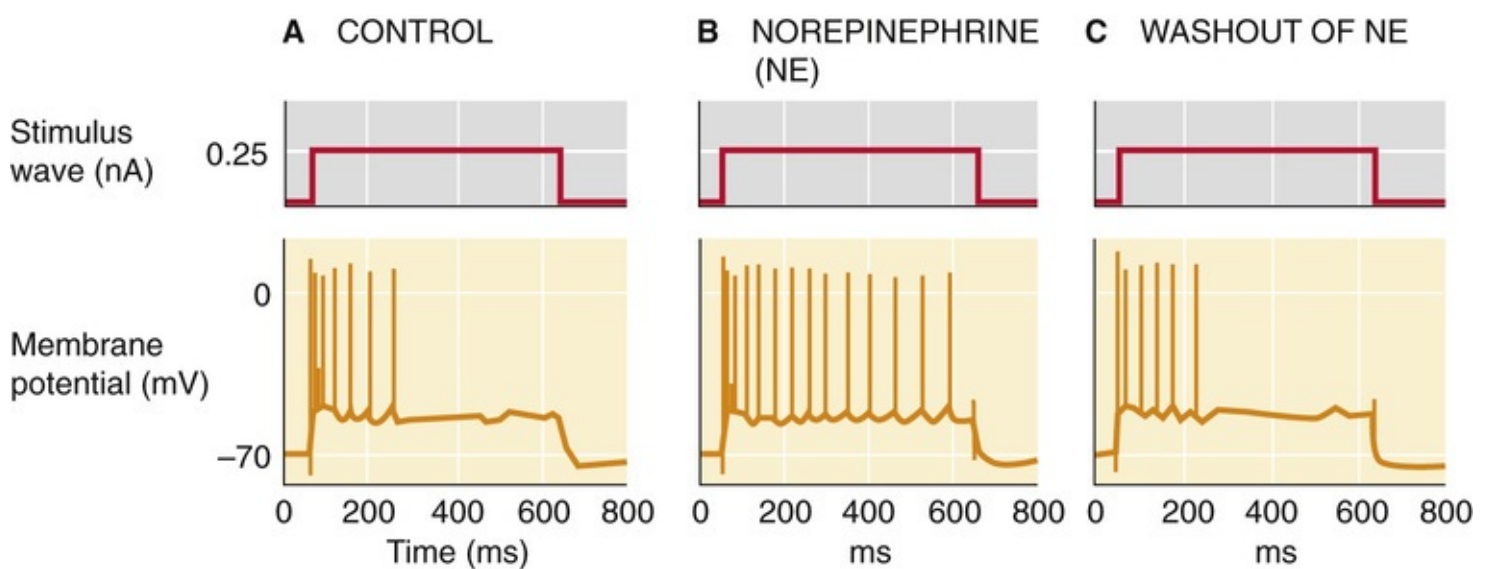 A CONTROL
B NOREPINEPHRINE
(NE)
C WASHOUT OF NE
Stimulus
wave (nA)
0.25
Membrane
potential (mV)
0
–70
0 200 400 600 800
Time (ms)
0 200 400 600 800
ms
0 200 400 600 800
ms